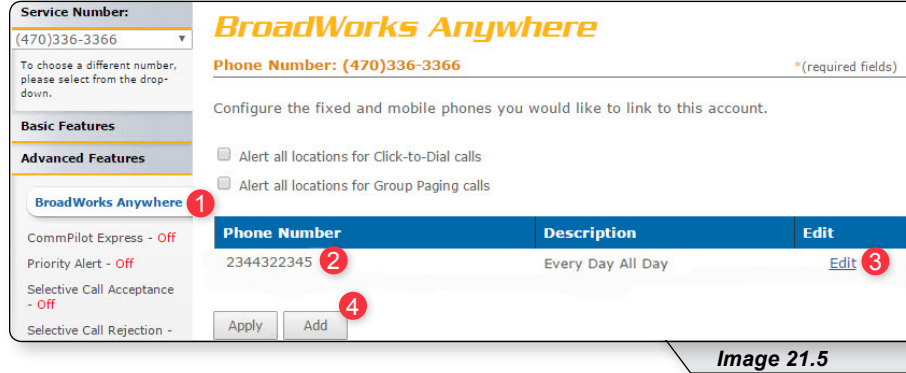 Service Number:
(470)336-3366
To choose a different number,
please select from the drop-
down.
Basic Features
Advanced Features
BroadWorks Anywhere 1
CommPilot Express - Off
Priority Alert - Off
Selective Call Acceptance
- Off
Selective Call Rejection -
BroadWorks Anywhere
Phone Number: (470)336-3366 *(required fields)
Configure the fixed and mobile phones you would like to link to this account.
Alert all locations for Click-to-Dial calls
Alert all locations for Group Paging calls
Phone Number Description Edit
2344322345 2 Every Day All Day Edit 3
4
Apply Add
Image 21.5